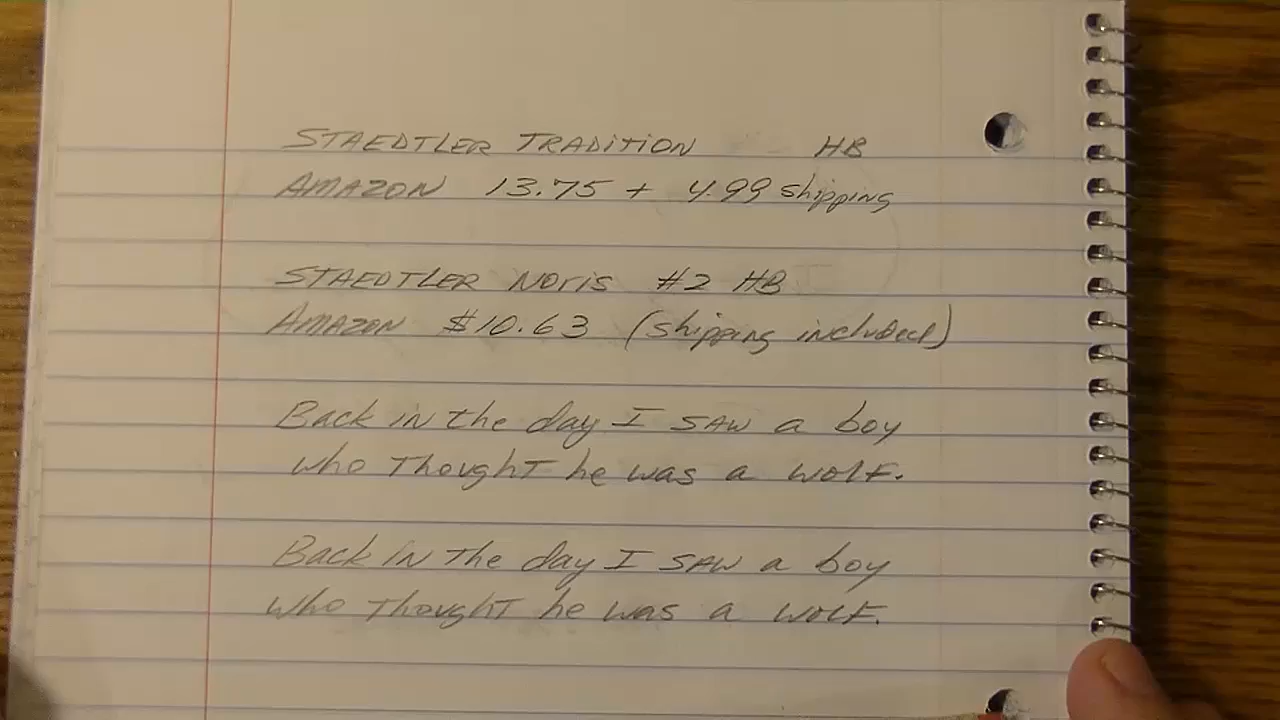 STAEDTLER TRADITION HB
AMAZON 13.75 + 4.99 shipping
STAEDTLER NORIS #2 HB
AMAZON $10.63 (shipping included)
Back in the day I SAW a boy
who Thought he was a wolf.
Back IN The day I SAW a boy
who Thought he was a wolf.